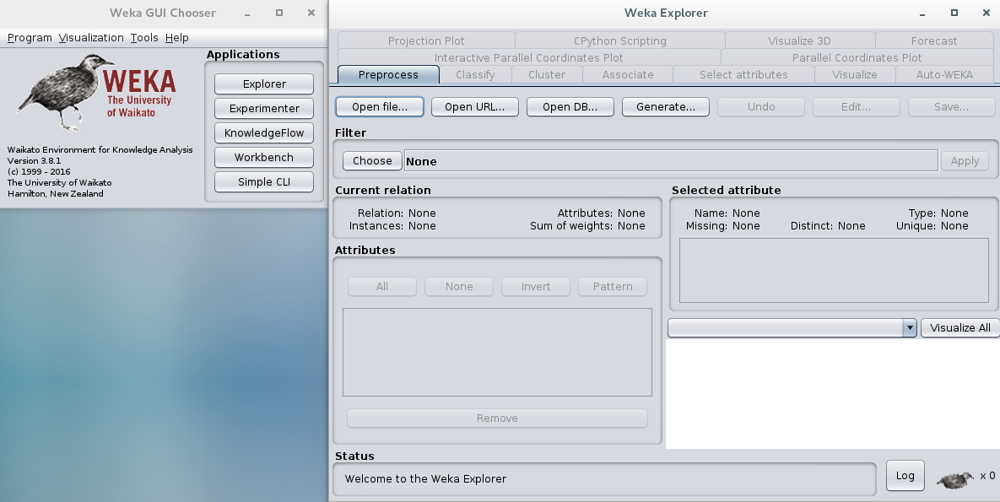 Weka GUI Chooser
Program Visualization Tools Help
WEKA
The University
of Waikato
Waikato Environment for Knowledge Analysis
Version 3.8.1
(c) 1999 - 2016
The University of Waikato
Hamilton, New Zealand
Applications
Explorer
Experimenter
KnowledgeFlow
Workbench
Simple CLI
Weka Explorer
Projection Plot CPython Scripting Visualize 3D Forecast
Interactive Parallel Coordinates Plot Parallel Coordinates Plot
Preprocess Classify Cluster Associate Select attributes Visualize Auto-WEKA
Open file... Open URL... Open DB... Generate... Undo Edit... Save...
Filter
Choose None Apply
Current relation
Relation: None Attributes: None
Instances: None Sum of weights: None
Attributes
All None Invert Pattern
Remove
Selected attribute
Name: None Type: None
Missing: None Distinct: None Unique: None
Visualize All
Status
Welcome to the Weka Explorer
Log x 0